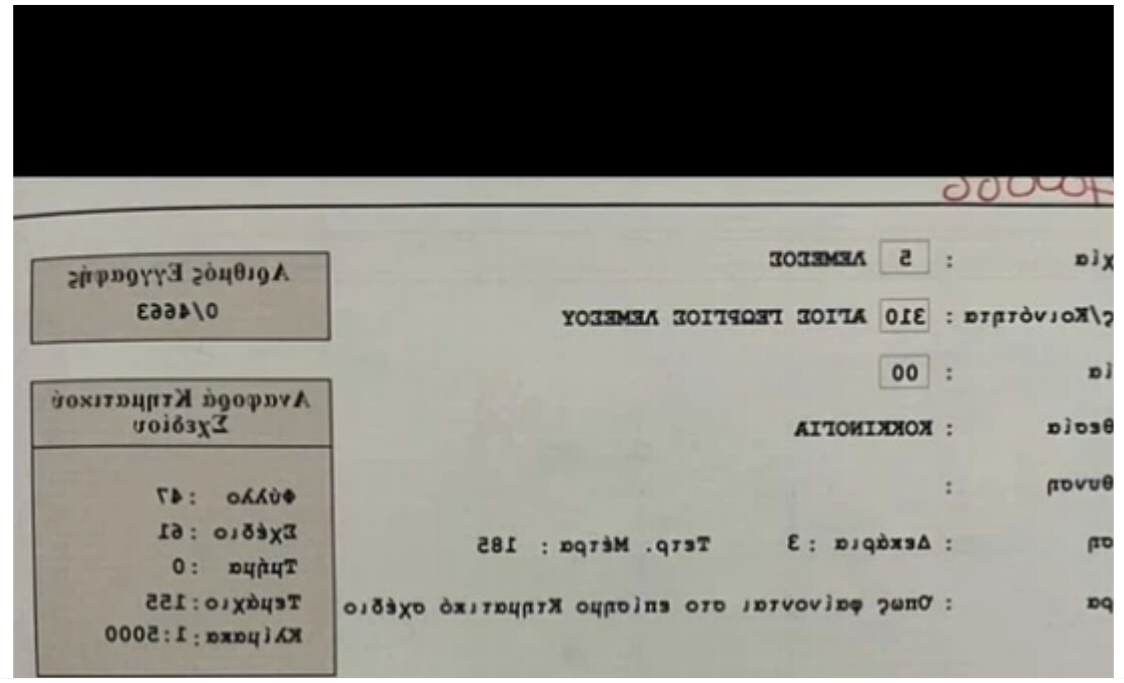 χία : 5 ΛΕΜΕΣΟΣ
ς/Κοινότητα : 310 ΑΓΙΟΣ ΓΕΩΡΓΙΟΣ ΛΕΜΕΣΟΥ
ία : 00
θεσία : ΚΟΚΚΙΝΟΓΙΑ
θυνση :
ση : Δεκάρια : 3 Τετρ. Μέτρα : 185
ρα : Όπως φαίνονται στο επίσημο Κτηματικό σχέδιο
Αριθμός Εγγραφής
0/4663
Αναφορά Κτηματικού
Σχεδίου
Φύλλο :47
Σχέδιο :61
Τμήμα :0
Τεμάχιο:155
Κλίμακα:1:5000